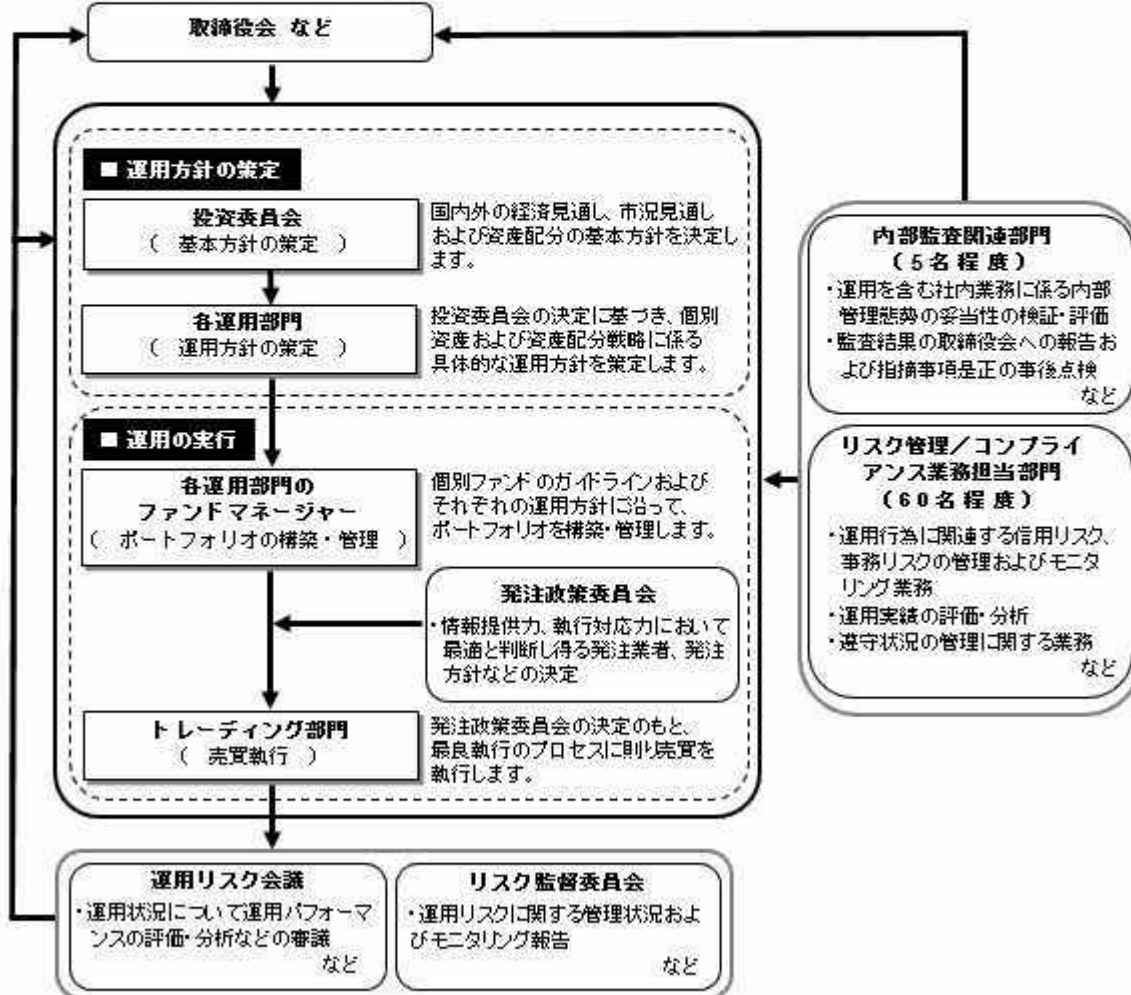 取締役会 など
■ 運用方針の策定
投資委員会
（ 基本方針の策定 ）
国内外の経済見通し、市況見通し
および資産配分の基本方針を決定し
ます。
各運用部門
（ 運用方針の策定 ）
投資委員会の決定に基づき、個別
資産および資産配分戦略に係る
具体的な運用方針を策定します。
■ 運用の実行
各運用部門の
ファンドマネージャー
（ ポートフォリオの構築・管理 ）
個別ファンドのガイドラインおよび
それぞれの運用方針に沿って、
ポートフォリオを構築・管理します。
発注政策委員会
・情報提供力、執行対応力において
最適と判断し得る発注業者、発注
方針などの決定
トレーディング部門
（ 売買執行 ）
発注政策委員会の決定のもと、
最良執行のプロセスに則り売買を
執行します。
内部監査関連部門
（5名程度）
・運用を含む社内業務に係る内部
管理態勢の妥当性の検証・評価
・監査結果の取締役会への報告お
よび指摘事項是正の事後点検
など
リスク管理／コンプライ
アンス業務担当部門
（60名程度）
・運用行為に関連する信用リスク、
事務リスクの管理およびモニタ
リング業務
・運用実績の評価・分析
・遵守状況の管理に関する業務
など
運用リスク会議
・運用状況について運用パフォーマ
ンスの評価・分析などの審議
など
リスク監督委員会
・運用リスクに関する管理状況およ
びモニタリング報告
など